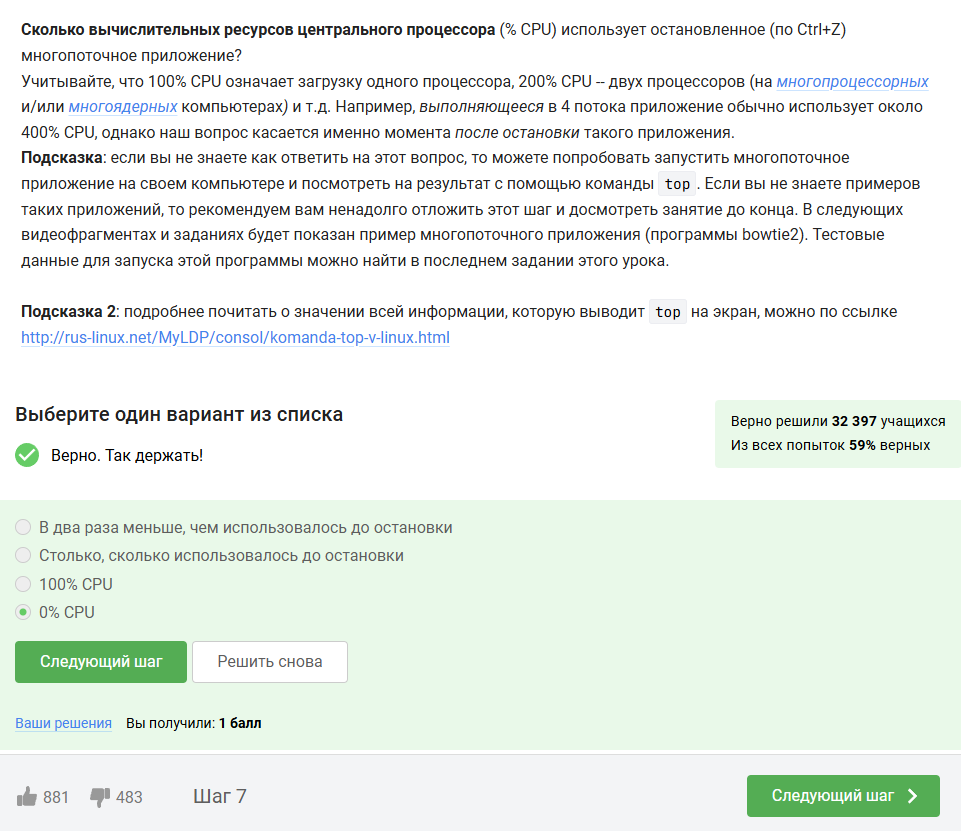 Сколько вычислительных ресурсов центрального процессора (% CPU) использует остановленное (по Ctrl+Z)
многопоточное приложение?
Учитывайте, что 100% CPU означает загрузку одного процессора, 200% CPU -- двух процессоров (на многопроцессорных
и/или многоядерных компьютерах) и т.д. Например, выполняющееся в 4 потока приложение обычно использует около
400% CPU, однако наш вопрос касается именно момента после остановки такого приложения.
Подсказка: если вы не знаете как ответить на этот вопрос, то можете попробовать запустить многопоточное
приложение на своем компьютере и посмотреть на результат с помощью команды top. Если вы не знаете примеров
таких приложений, то рекомендуем вам ненадолго отложить этот шаг и досмотреть занятие до конца. В следующих
видеофрагментах и заданиях будет показан пример многопоточного приложения (программы bowtie2). Тестовые
данные для запуска этой программы можно найти в последнем задании этого урока.
Подсказка 2: подробнее почитать о значении всей информации, которую выводит top на экран, можно по ссылке
http://rus-linux.net/MyLDP/consol/komanda-top-v-linux.html
Выберите один вариант из списка
Верно решили 32 397 учащихся
Из всех попыток 59% верных
Верно. Так держать!
В два раза меньше, чем использовалось до остановки
Столько, сколько использовалось до остановки
100% CPU
0% CPU
Следующий шаг
Решить снова
Ваши решения Вы получили: 1 балл
881 483 Шаг 7
Следующий шаг